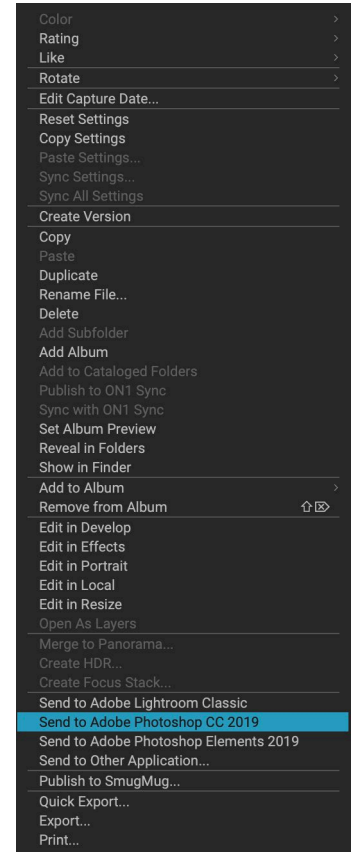 Color
Rating
Like
Rotate
Edit Capture Date...
Reset Settings
Copy Settings
Paste Settings...
Sync Settings...
Sync All Settings
Create Version
Copy
Paste
Duplicate
Rename File...
Delete
Add Subfolder
Add Album
Add to Cataloged Folders
Publish to ON1 Sync
Sync with ON1 Sync
Set Album Preview
Reveal in Folders
Show in Finder
Add to Album
Remove from Album ⇧⌦
Edit in Develop
Edit in Effects
Edit in Portrait
Edit in Local
Edit in Resize
Open As Layers
Merge to Panorama...
Create HDR...
Create Focus Stack...
Send to Adobe Lightroom Classic
Send to Adobe Photoshop CC 2019
Send to Adobe Photoshop Elements 2019
Send to Other Application...
Publish to SmugMug...
Quick Export...
Export...
Print...